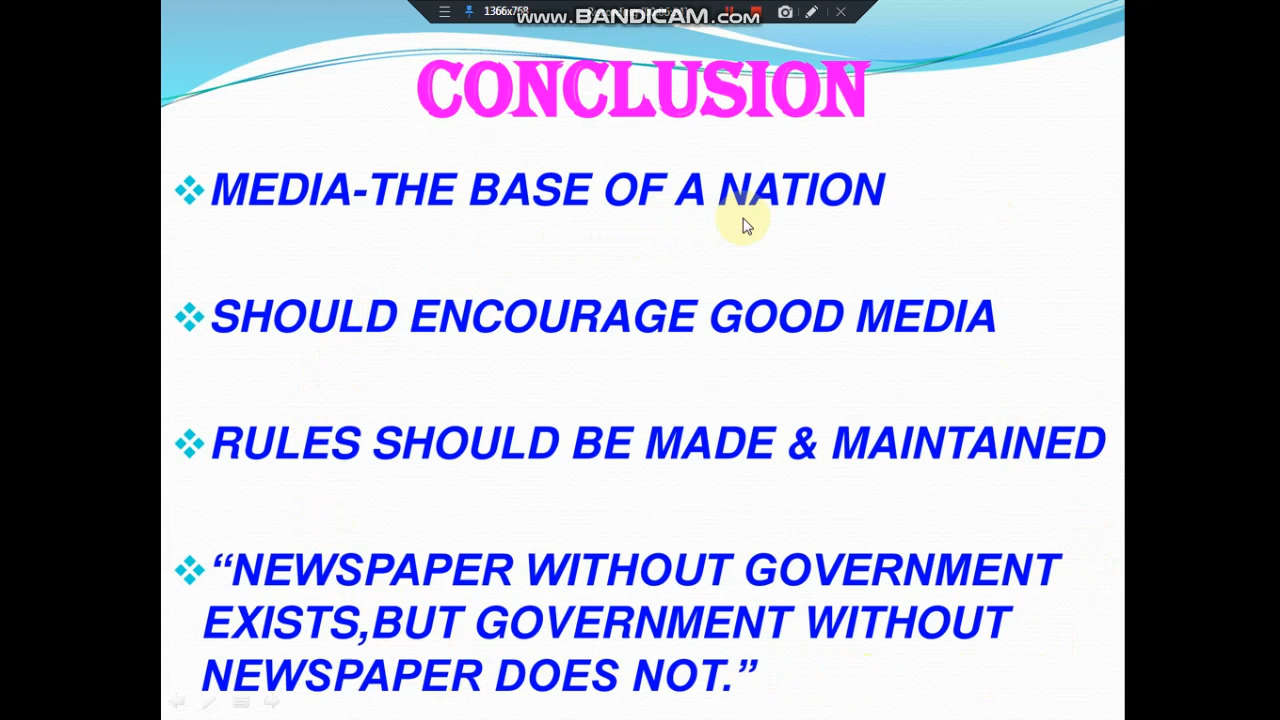 1366x768
www.BANDICAM.com
CONCLUSION
MEDIA-THE BASE OF A NATION
SHOULD ENCOURAGE GOOD MEDIA
RULES SHOULD BE MADE & MAINTAINED
“NEWSPAPER WITHOUT GOVERNMENT
EXISTS,BUT GOVERNMENT WITHOUT
NEWSPAPER DOES NOT.”